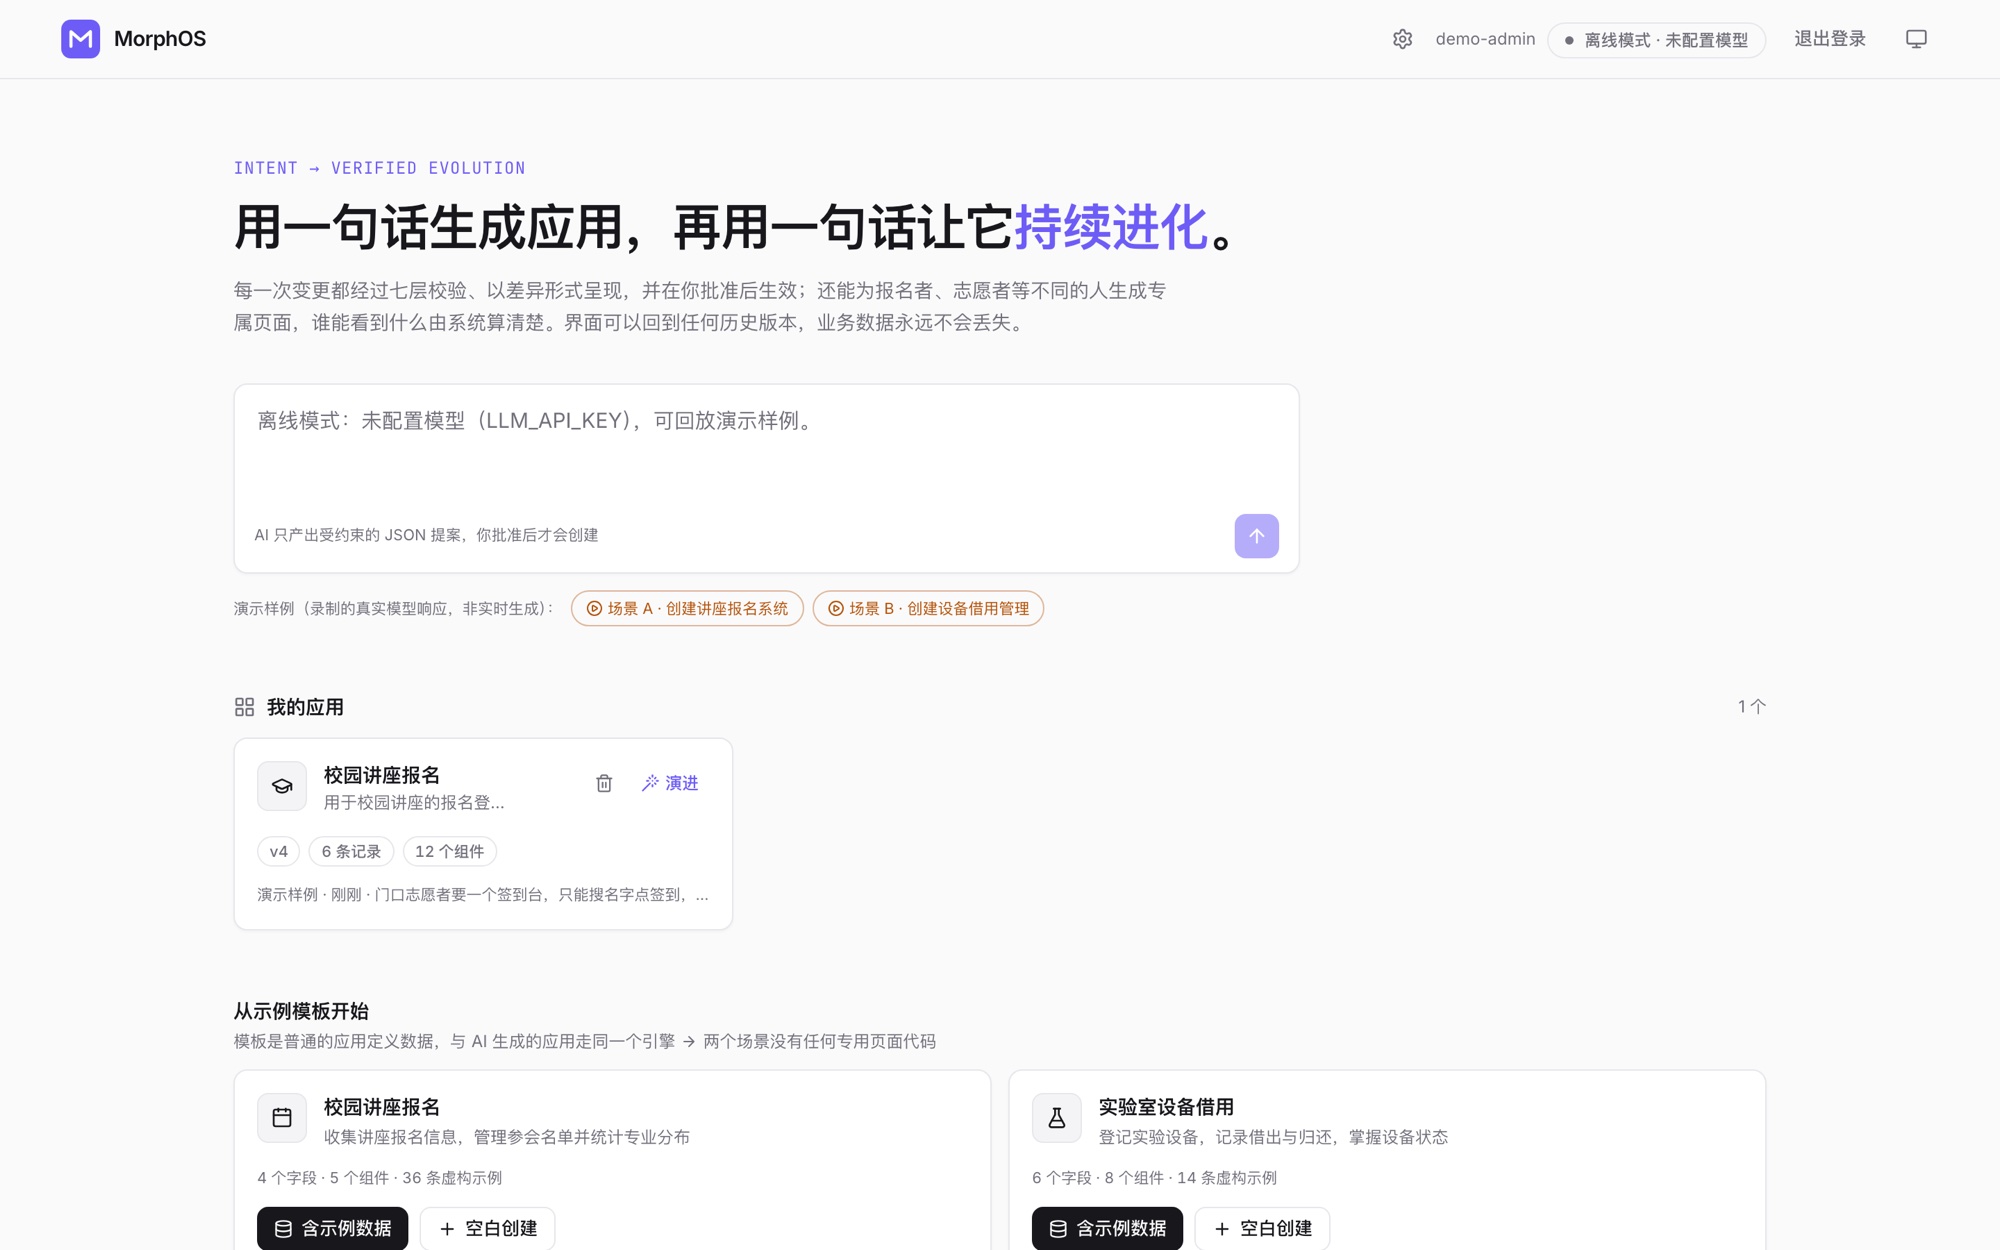 MorphOS
demo-admin
离线模式 · 未配置模型
退出登录
INTENT → VERIFIED EVOLUTION
用一句话生成应用，再用一句话让它持续进化。
每一次变更都经过七层校验、以差异形式呈现，并在你批准后生效；还能为报名者、志愿者等不同的人生成专
属页面，谁能看到什么由系统算清楚。界面可以回到任何历史版本，业务数据永远不会丢失。
离线模式：未配置模型（LLM_API_KEY），可回放演示样例。
AI 只产出受约束的 JSON 提案，你批准后才会创建
演示样例（录制的真实模型响应，非实时生成）：
场景 A · 创建讲座报名系统
场景 B · 创建设备借用管理
我的应用
1 个
校园讲座报名
用于校园讲座的报名登...
演进
v4
6 条记录
12 个组件
演示样例 · 刚刚 · 门口志愿者要一个签到台，只能搜名字点签到，...
从示例模板开始
模板是普通的应用定义数据，与 AI 生成的应用走同一个引擎 → 两个场景没有任何专用页面代码
校园讲座报名
收集讲座报名信息，管理参会名单并统计专业分布
4 个字段 · 5 个组件 · 36 条虚构示例
含示例数据
空白创建
实验室设备借用
登记实验设备，记录借出与归还，掌握设备状态
6 个字段 · 8 个组件 · 14 条虚构示例
含示例数据
空白创建